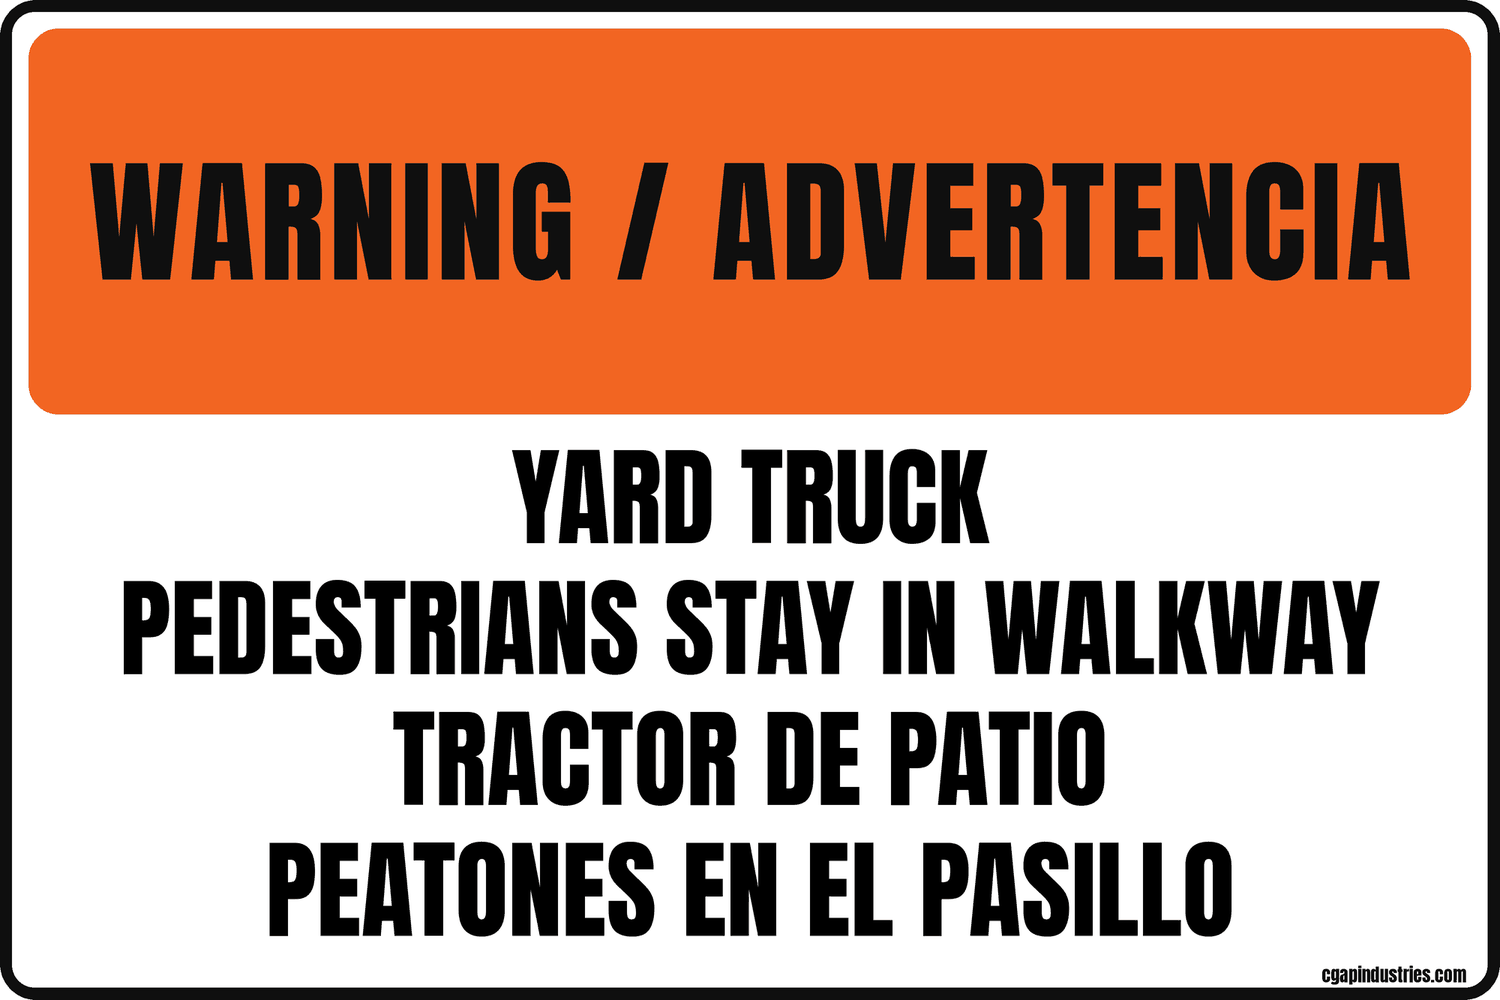 WARNING / ADVERTENCIA
YARD TRUCK
PEDESTRIANS STAY IN WALKWAY
TRACTOR DE PATIO
PEATONES EN EL PASILLO
cgapindustries.com